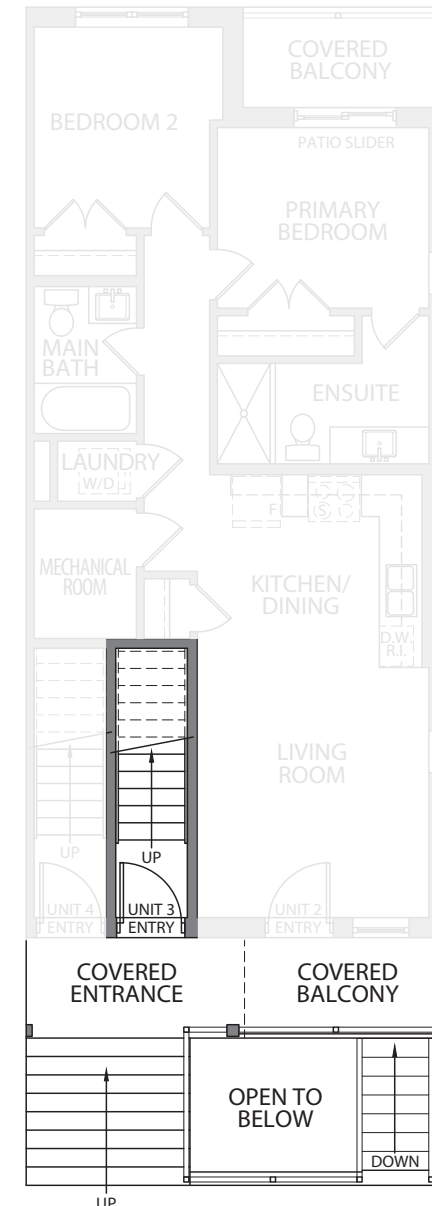 COVERED
BALCONY
BEDROOM 2
PATIO SLIDER
PRIMARY
BEDROOM
MAIN
BATH
ENSUITE
LAUNDRY
W/D
F
S
MECHANICAL
ROOM
KITCHEN/
DINING
D.W.
R.I.
LIVING
ROOM
UP
UP
UNIT 4
ENTRY
UNIT 3
ENTRY
UNIT 2
ENTRY
COVERED
ENTRANCE
COVERED
BALCONY
OPEN TO
BELOW
DOWN
UP